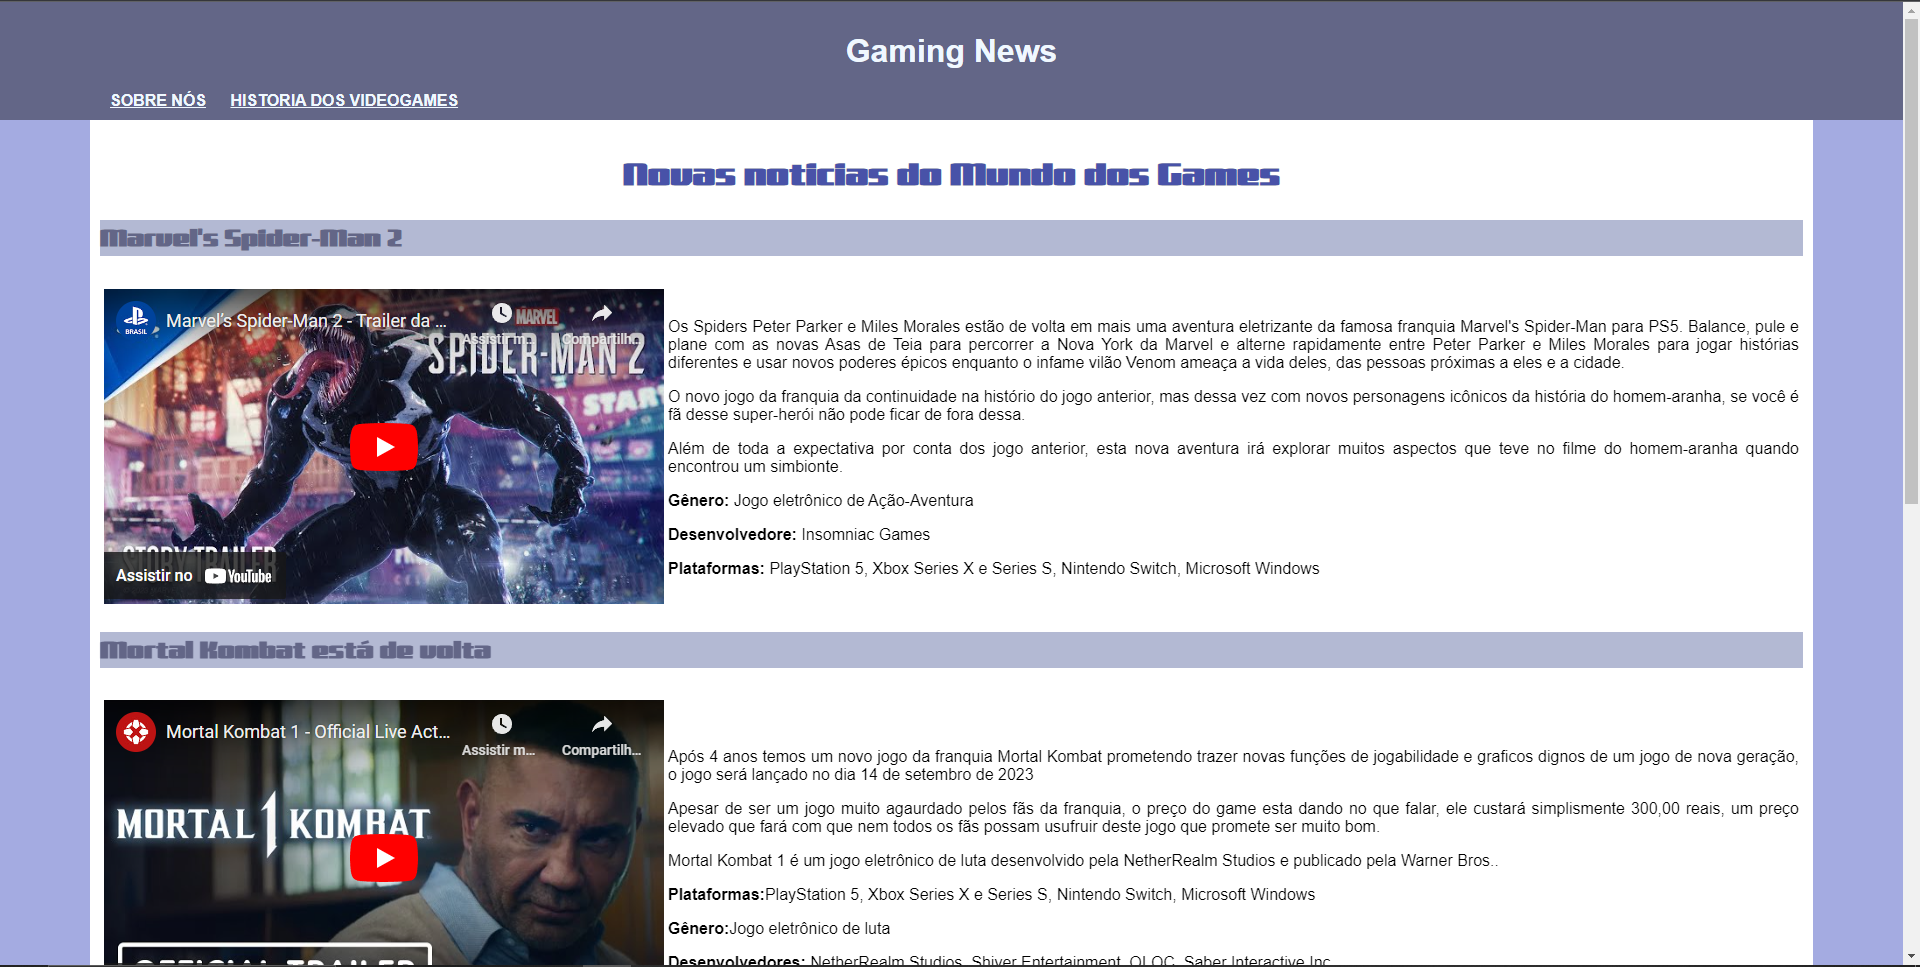 Gaming News
SOBRE NÓS HISTORIA DOS VIDEOGAMES
Novas noticias do Mundo dos Games
Marvel's Spider-Man 2
BRASIL
Marvel's Spider-Man 2 - Trailer da ...
Assistir m...
Compartilh...
MARVEL
SPIDER-MAN 2
START
STORY TRAILER
Assistir no YouTube
Os Spiders Peter Parker e Miles Morales estão de volta em mais uma aventura eletrizante da famosa franquia Marvel's Spider-Man para PS5. Balance, pule e
plane com as novas Asas de Teia para percorrer a Nova York da Marvel e alterne rapidamente entre Peter Parker e Miles Morales para jogar histórias
diferentes e usar novos poderes épicos enquanto o infame vilão Venom ameaça a vida deles, das pessoas próximas a eles e a cidade.
O novo jogo da franquia da continuidade na histório do jogo anterior, mas dessa vez com novos personagens icônicos da história do homem-aranha, se você é
fã desse super-herói não pode ficar de fora dessa.
Além de toda a expectativa por conta dos jogo anterior, esta nova aventura irá explorar muitos aspectos que teve no filme do homem-aranha quando
encontrou um simbionte.
Gênero: Jogo eletrônico de Ação-Aventura
Desenvolvedore: Insomniac Games
Plataformas: PlayStation 5, Xbox Series X e Series S, Nintendo Switch, Microsoft Windows
Mortal Kombat está de volta
Mortal Kombat 1 - Official Live Act...
Assistir m...
Compartilh...
MORTAL KOMBAT 1
OFFICIAL TRAILER
Após 4 anos temos um novo jogo da franquia Mortal Kombat prometendo trazer novas funções de jogabilidade e graficos dignos de um jogo de nova geração,
o jogo será lançado no dia 14 de setembro de 2023
Apesar de ser um jogo muito agaurdado pelos fãs da franquia, o preço do game esta dando no que falar, ele custará simplismente 300,00 reais, um preço
elevado que fará com que nem todos os fãs possam usufruir deste jogo que promete ser muito bom.
Mortal Kombat 1 é um jogo eletrônico de luta desenvolvido pela NetherRealm Studios e publicado pela Warner Bros..
Plataformas:PlayStation 5, Xbox Series X e Series S, Nintendo Switch, Microsoft Windows
Gênero:Jogo eletrônico de luta
Desenvolvedores: NetherRealm Studios, Shiver Entertainment, QLOC, Saber Interactive Inc